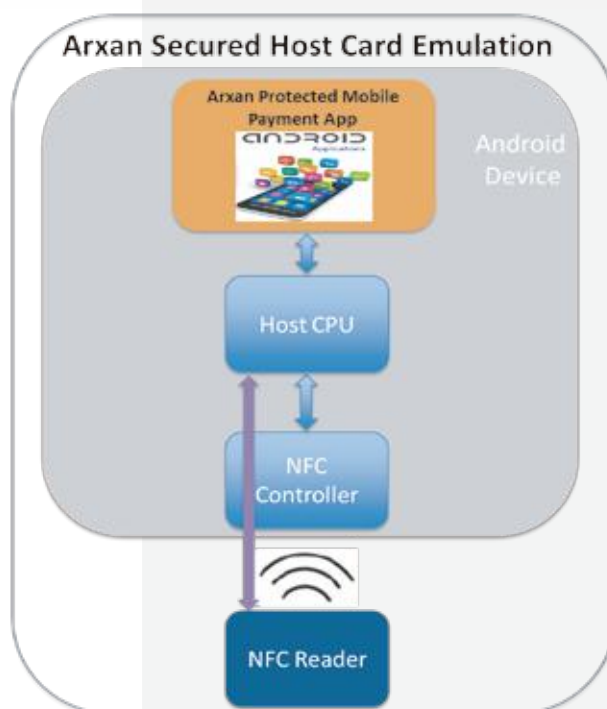 Arxan Secured Host Card Emulation
Arxan Protected Mobile
Payment App
ANDROID
Applications
Android
Device
Host CPU
NFC
Controller
NFC Reader